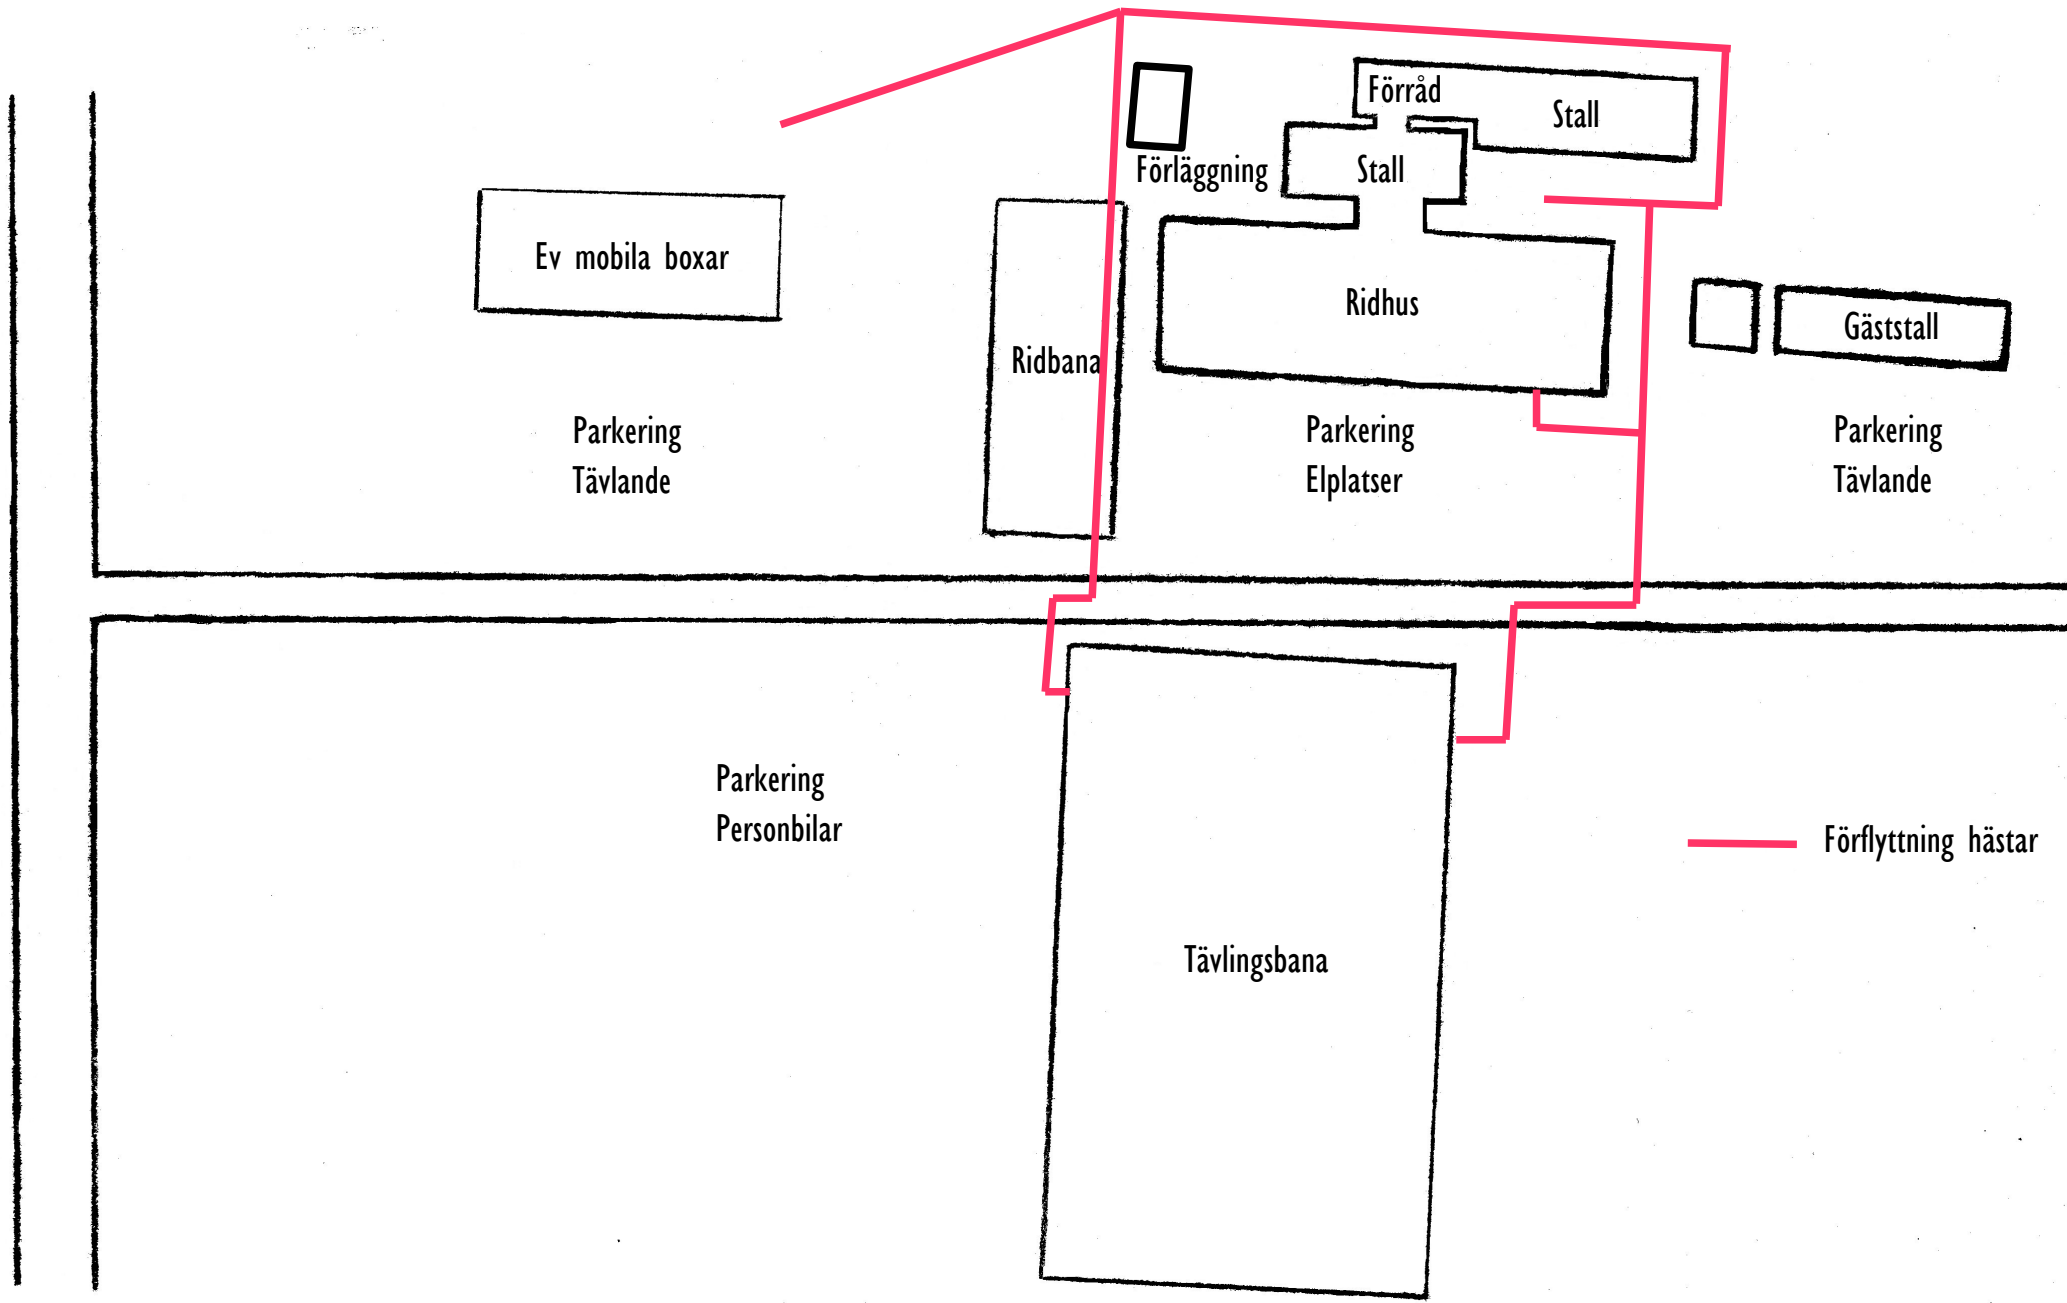 Förråd
Stall
Förläggning
Stall
Ev mobila boxar
Ridhus
Gäststall
Ridbana
Parkering
Tävlande
Parkering
Elplatser
Parkering
Tävlande
Parkering
Personbilar
Förflyttning hästar
Tävlingsbana